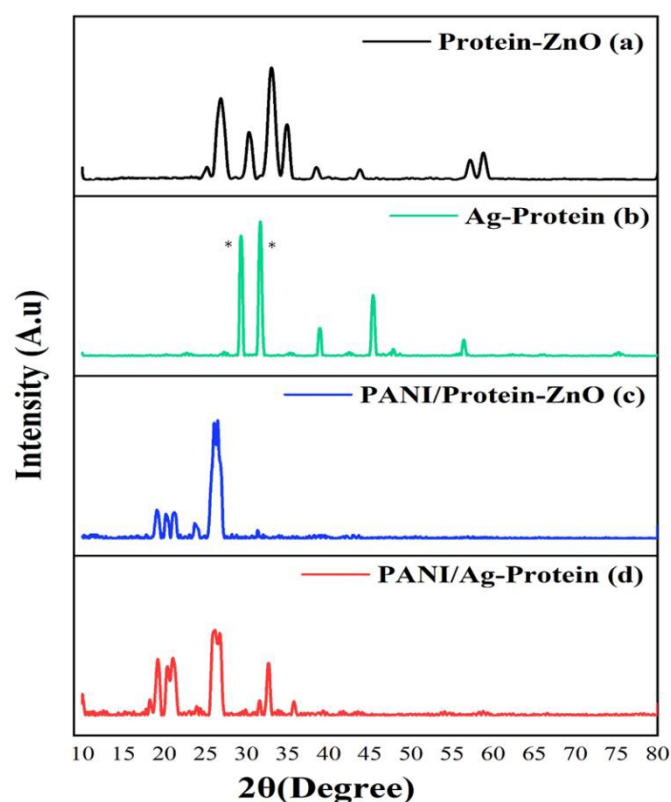 Protein-ZnO (a)
Ag-Protein (b)
* *
PANI/Protein-ZnO (c)
PANI/Ag-Protein (d)
Intensity (A.u)
10 15 20 25 30 35 40 45 50 55 60 65 70 75 80
2θ(Degree)